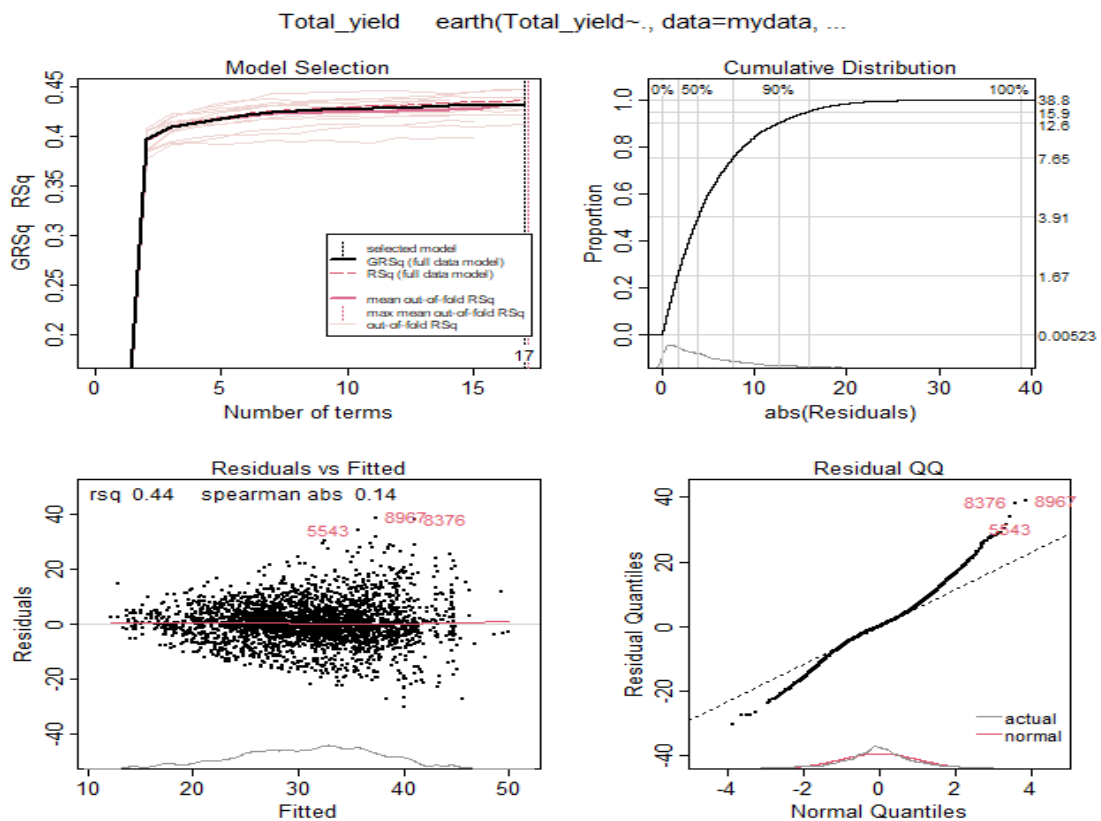 Total_yield earth(Total_yield~., data=mydata, ...
Model Selection
GRSq RSq
0.2 0.25 0.3 0.35 0.4 0.45
selected model
GRSq (full data model)
RSq (full data model)
mean out-of-fold RSq
max mean out-of-fold RSq
out-of-fold RSq
17
0 5 10 15
Number of terms
Cumulative Distribution
0% 50% 90% 100%
Proportion
0.0 0.2 0.4 0.6 0.8 1.0
38.8
15.9
12.6
7.65
3.91
1.67
0.00523
0 10 20 30 40
abs(Residuals)
Residuals vs Fitted
rsq 0.44 spearman abs 0.14
5543 8967 8376
Residuals
-40 -20 0 20 40
10 20 30 40 50
Fitted
Residual QQ
8376 8967
5543
Residual Quantiles
-40 -20 0 20 40
actual
normal
-4 -2 0 2 4
Normal Quantiles